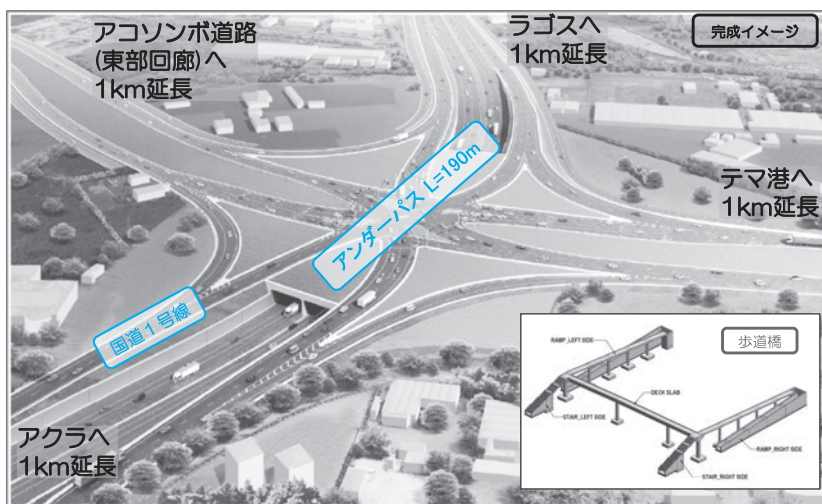 アコソンボ道路
(東部回廊)へ
1km延長
ラゴスへ
1km延長
完成イメージ
テマ港へ
1km延長
アンダーパス L=190m
国道1号線
アクラへ
1km延長
歩道橋
RAMP_LEFT SIDE
DECK SLAB
STAIR_LEFT SIDE
RAMP_RIGHT SIDE
STAIR_RIGHT SIDE